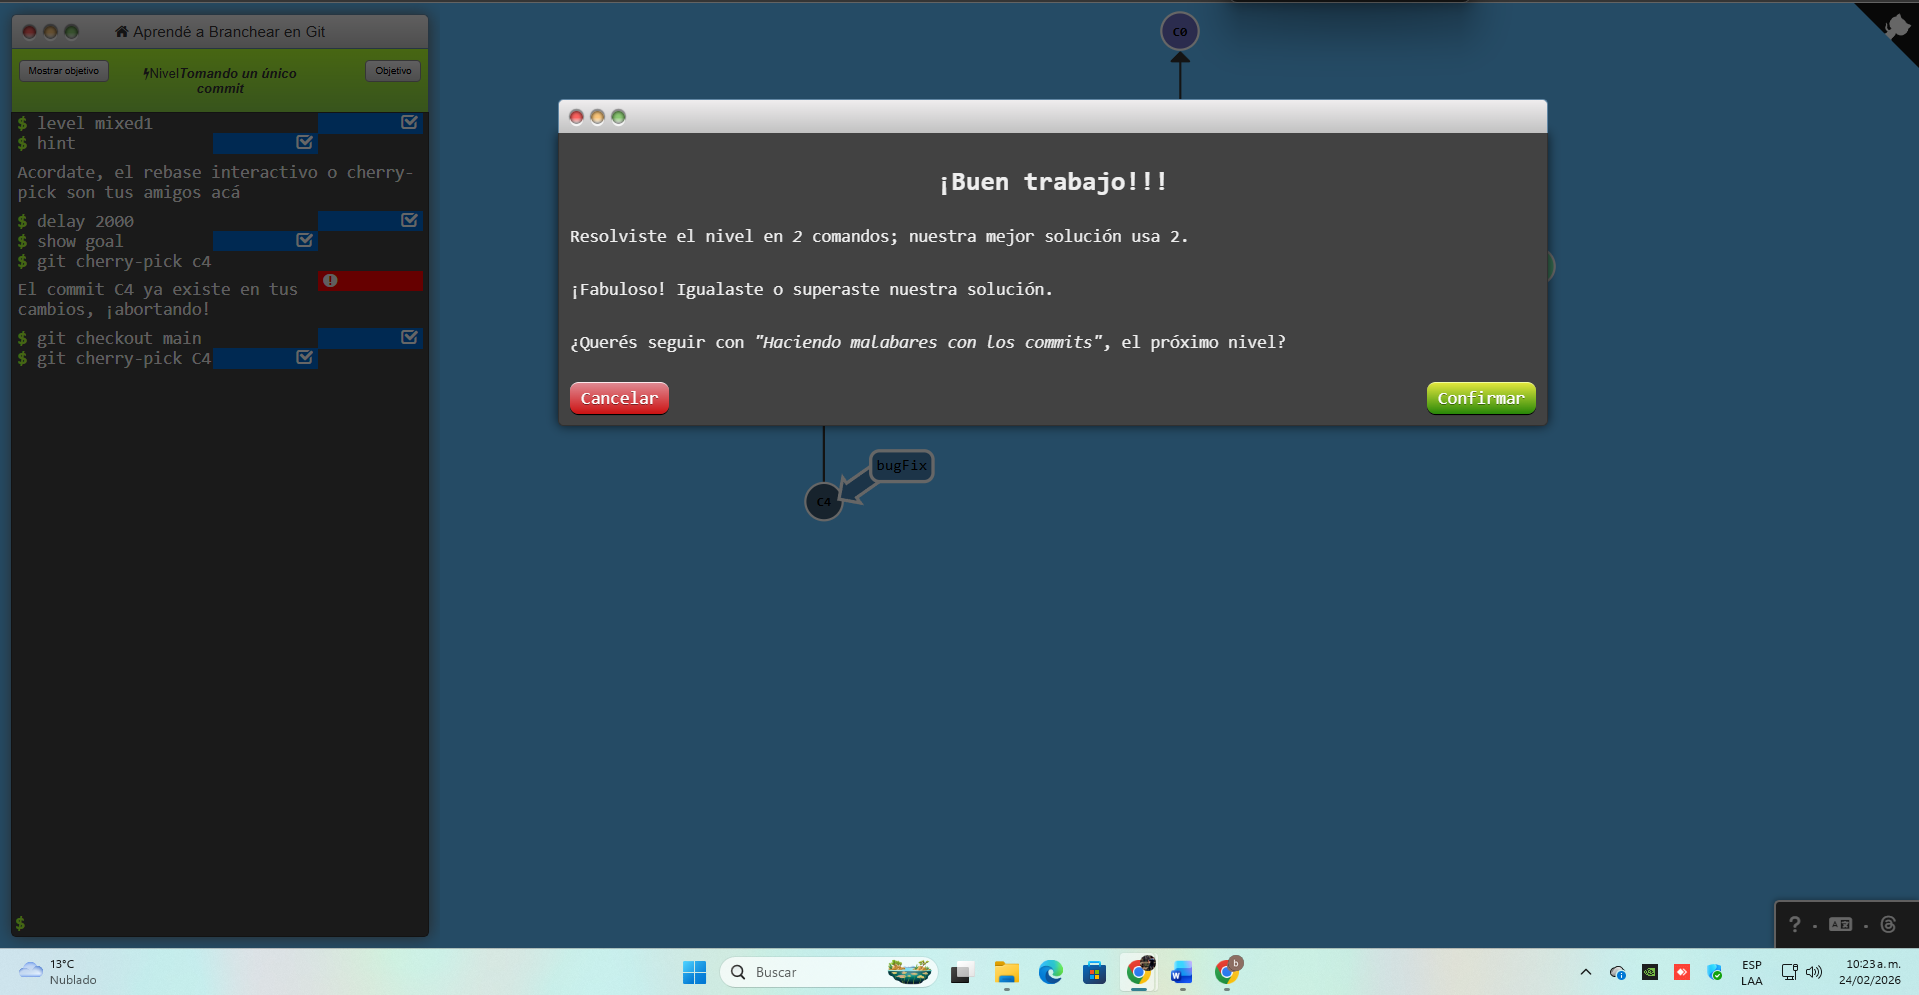 Aprendé a Branchear en Git
Mostrar objetivo
Nivel Tomando un único
commit
Objetivo
$ level mixed1
$ hint
Acordate, el rebase interactivo o cherry-
pick son tus amigos acá
$ delay 2000
$ show goal
$ git cherry-pick c4
El commit C4 ya existe en tus
cambios, ¡abortando!
$ git checkout main
$ git cherry-pick C4
$
C0
¡Buen trabajo!!!
Resolviste el nivel en 2 comandos; nuestra mejor solución usa 2.
¡Fabuloso! Igualaste o superaste nuestra solución.
¿Querés seguir con "Haciendo malabares con los commits", el próximo nivel?
Cancelar
Confirmar
bugFix
C4
13°C
Nublado
Buscar
b
ESP
LAA
10:23 a. m.
24/02/2026